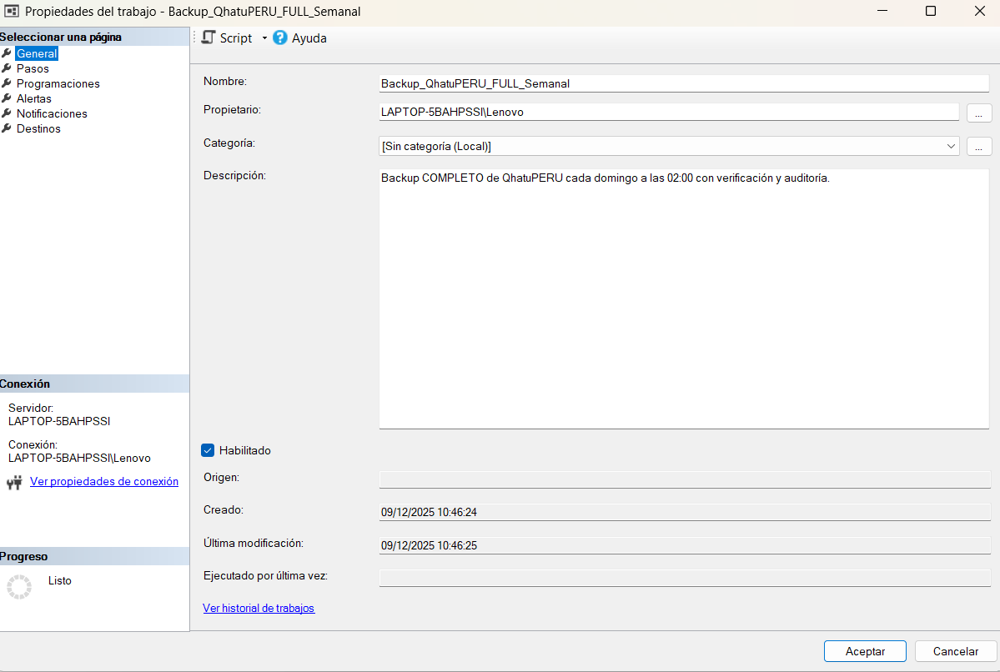 Propiedades del trabajo - Backup_QhatuPERU_FULL_Semanal
Seleccionar una página
General
Pasos
Programaciones
Alertas
Notificaciones
Destinos
Script
Ayuda
Nombre:
Backup_QhatuPERU_FULL_Semanal
Propietario:
LAPTOP-5BAHPSSI\Lenovo
...
Categoría:
[Sin categoría (Local)]
...
Descripción:
Backup COMPLETO de QhatuPERU cada domingo a las 02:00 con verificación y auditoría.
Habilitado
Origen:
Creado:
09/12/2025 10:46:24
Última modificación:
09/12/2025 10:46:25
Ejecutado por última vez:
Ver historial de trabajos
Conexión
Servidor:
LAPTOP-5BAHPSSI
Conexión:
LAPTOP-5BAHPSSI\Lenovo
Ver propiedades de conexión
Progreso
Listo
Aceptar
Cancelar